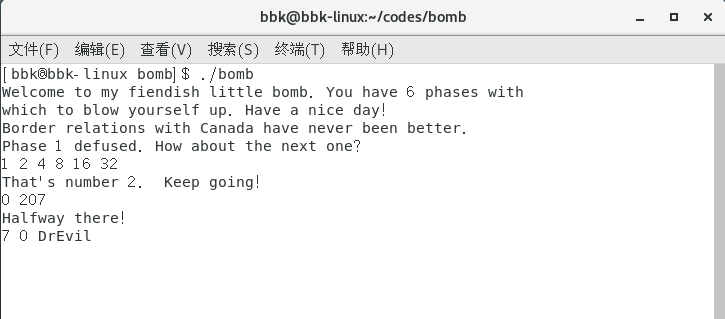 bbk@bbk-linux:~/codes/bomb
文件(F) 编辑(E) 查看(V) 搜索(S) 终端(T) 帮助(H)
[bbk@bbk-linux bomb]$ ./bomb
Welcome to my fiendish little bomb. You have 6 phases with
which to blow yourself up. Have a nice day!
Border relations with Canada have never been better.
Phase 1 defused. How about the next one?
1 2 4 8 16 32
That's number 2.  Keep going!
0 207
Halfway there!
7 0 DrEvil